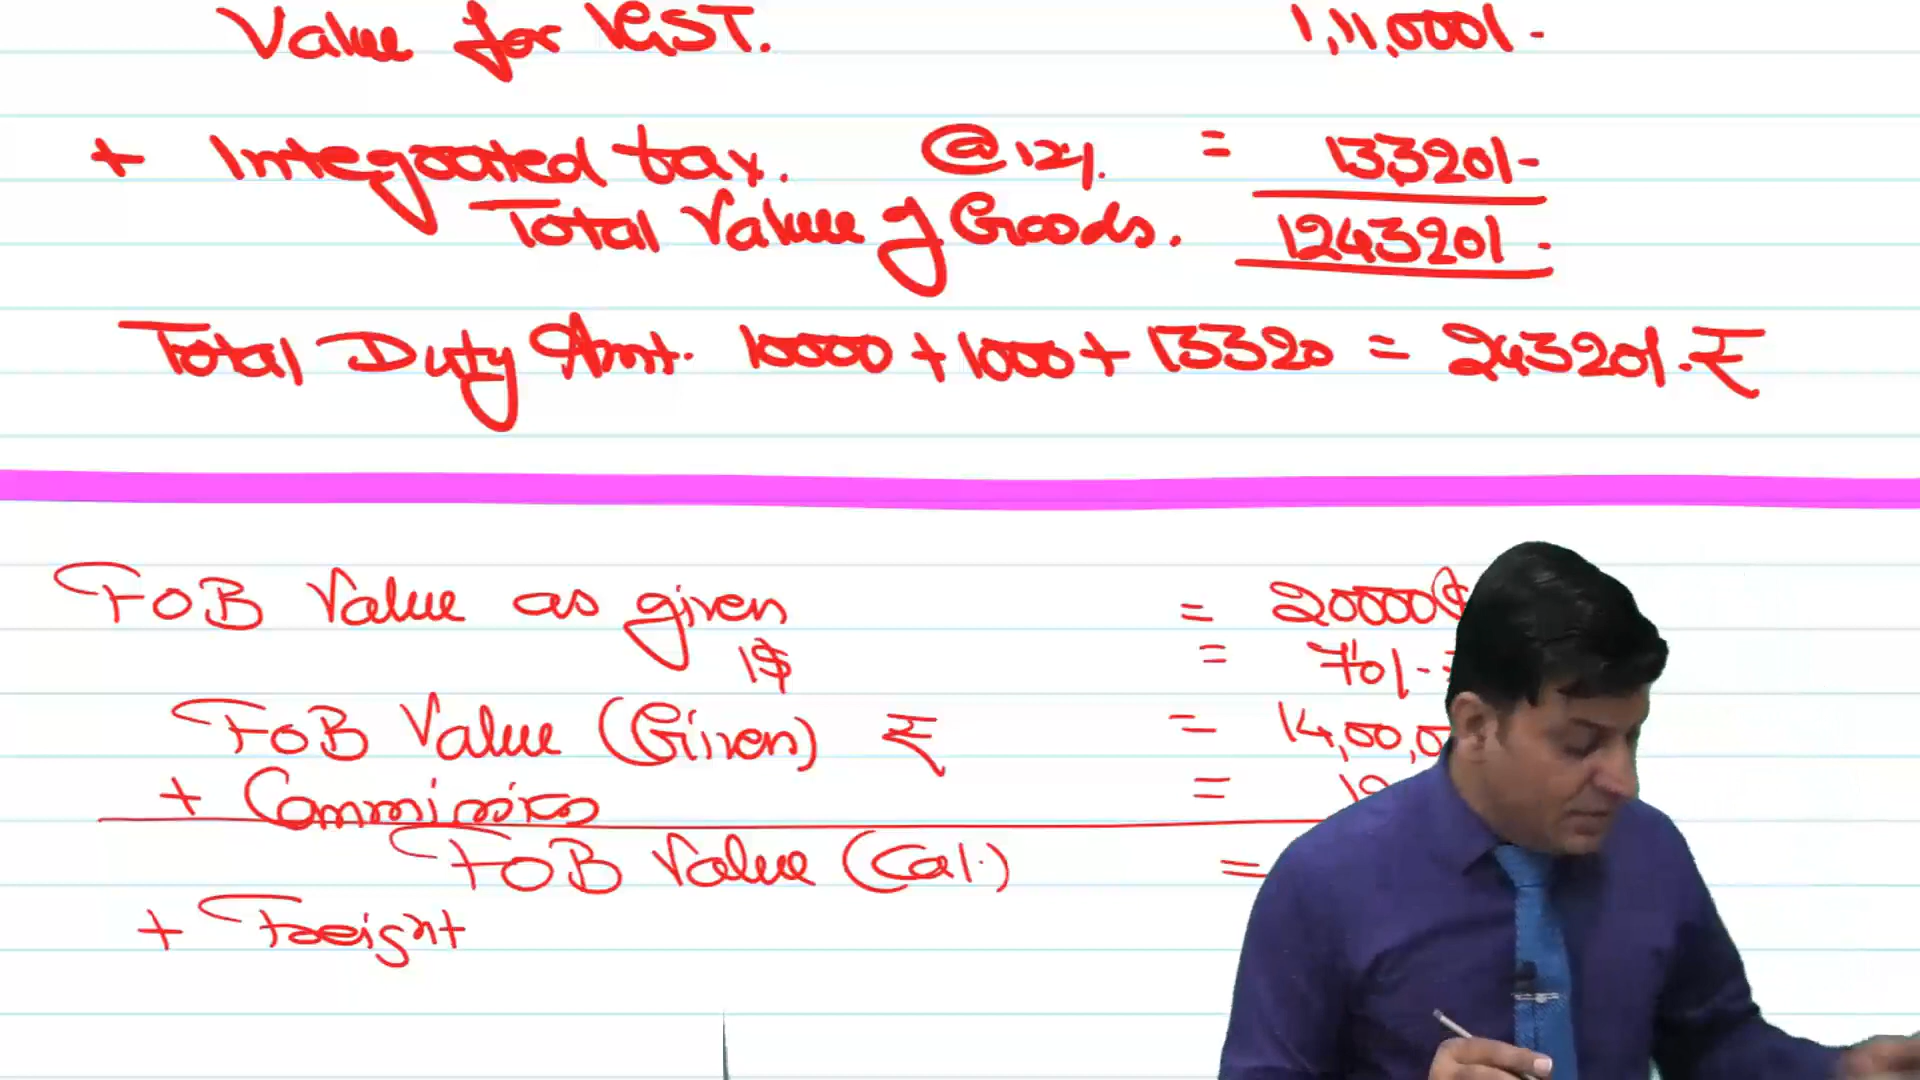 Value for IGST. 1,11,000/-
+ Integrated tax. @ 12%. = 13,320/-
Total Value of Goods. 124320/-
Total Duty Amt. 10000 + 1000 + 13320 = 24320/- ₹
FOB Value as given = 20000$
1$ = 70/-
FOB Value (Given) ₹ = 14,00,0
+ Commission =
FOB Value (Cal.) =
+ Freight